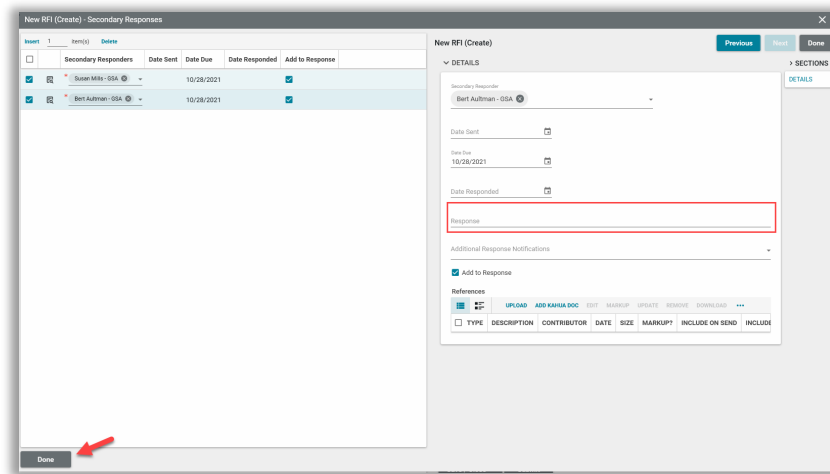 New RFI (Create) - Secondary Responses
Insert 1 item(s) Delete
Secondary Responders Date Sent Date Due Date Responded Add to Response
* Susan Mills - GSA 10/28/2021
* Bert Aultman - GSA 10/28/2021
Done
New RFI (Create)
Previous Next Done
DETAILS
SECTIONS
DETAILS
Secondary Responder
Bert Aultman - GSA
Date Sent
Date Due
10/28/2021
Date Responded
Response
Additional Response Notifications
Add to Response
References
UPLOAD ADD KAHUA DOC EDIT MARKUP UPDATE REMOVE DOWNLOAD •••
TYPE DESCRIPTION CONTRIBUTOR DATE SIZE MARKUP? INCLUDE ON SEND INCLUDE